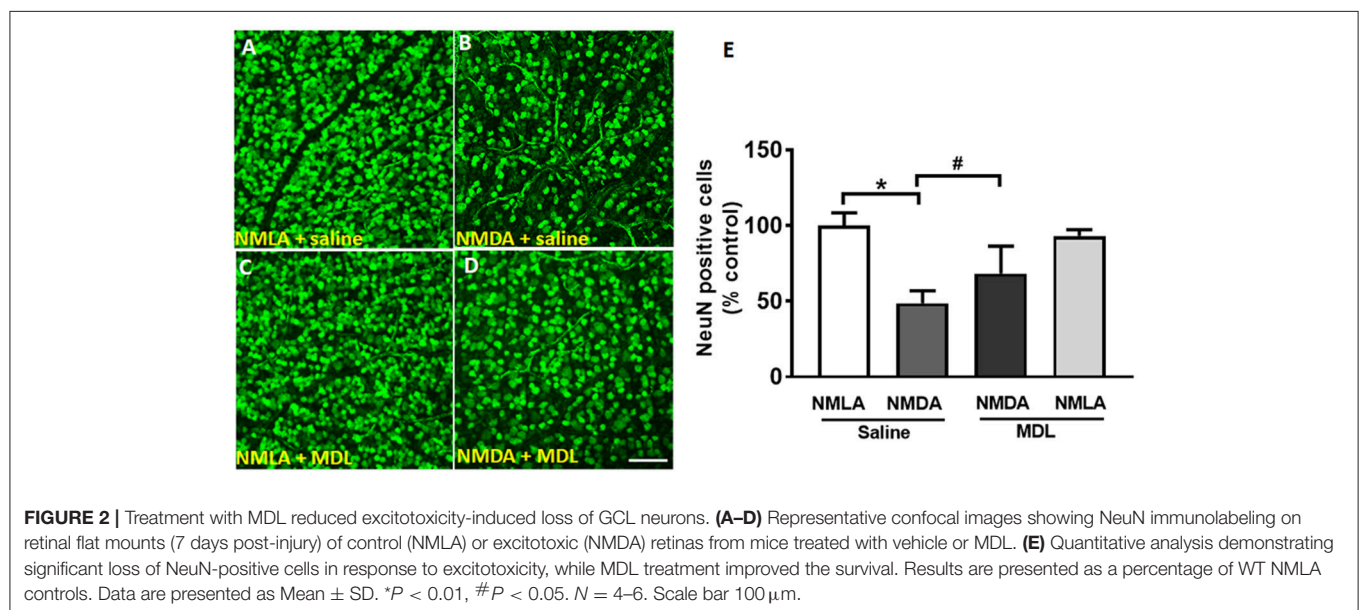 A
B
NMLA + saline
NMDA + saline
C
D
NMLA + MDL
NMDA + MDL
E
NeuN positive cells
(% control)
150
100
50
0
*
#
NMLA NMDA NMDA NMLA
Saline MDL
FIGURE 2 | Treatment with MDL reduced excitotoxicity-induced loss of GCL neurons. (A–D) Representative confocal images showing NeuN immunolabeling on
retinal flat mounts (7 days post-injury) of control (NMLA) or excitotoxic (NMDA) retinas from mice treated with vehicle or MDL. (E) Quantitative analysis demonstrating
significant loss of NeuN-positive cells in response to excitotoxicity, while MDL treatment improved the survival. Results are presented as a percentage of WT NMLA
controls. Data are presented as Mean ± SD. *P < 0.01, #P < 0.05. N = 4–6. Scale bar 100 μm.